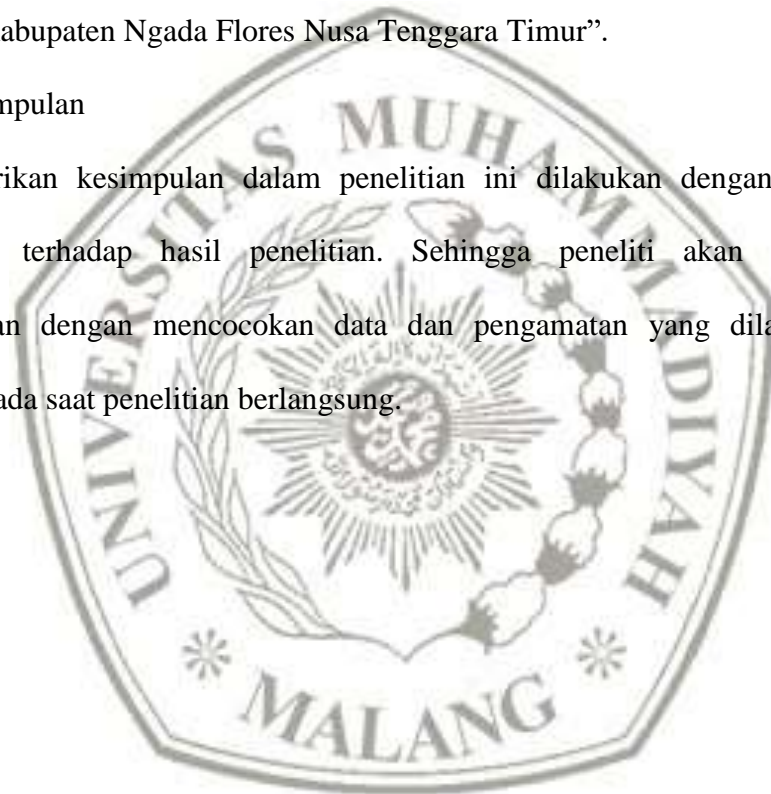 abupaten Ngada Flores Nusa Tenggara Timur”.
mpulan
rikan kesimpulan dalam penelitian ini dilakukan dengan
terhadap hasil penelitian. Sehingga peneliti akan
an dengan mencocokan data dan pengamatan yang dila
ada saat penelitian berlangsung.
UNIVERSITAS MUHAMMADIYAH
MALANG